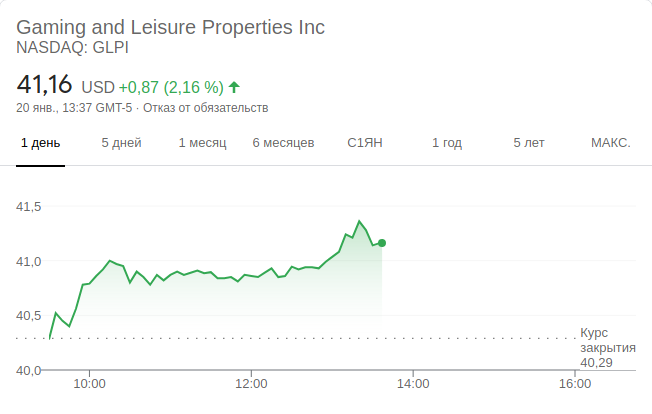 Gaming and Leisure Properties Inc
NASDAQ: GLPI
41,16 USD +0,87 (2,16 %)
20 янв., 13:37 GMT-5 · Отказ от обязательств
1 день 5 дней 1 месяц 6 месяцев С1ЯН 1 год 5 лет МАКС.
41,5
41,0
40,5
Курс
закрытия
40,29
40,0
10:00 12:00 14:00 16:00